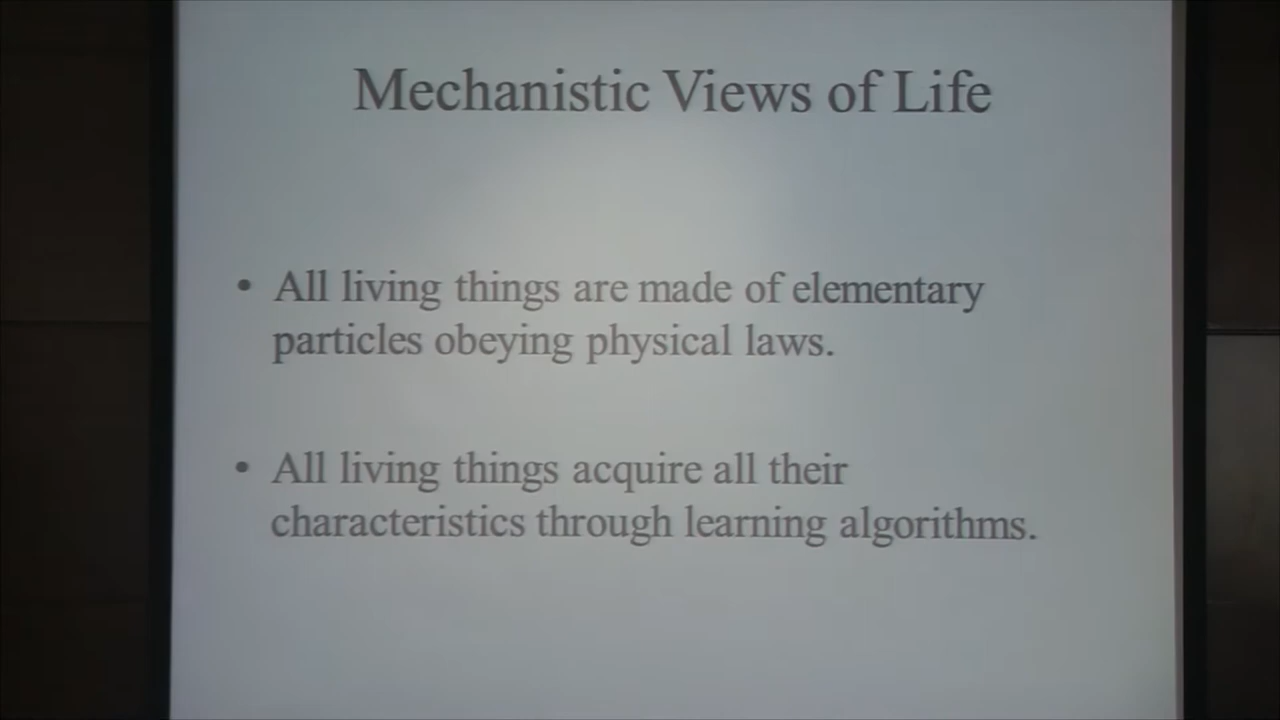 Mechanistic Views of Life
• All living things are made of elementary
particles obeying physical laws.
• All living things acquire all their
characteristics through learning algorithms.